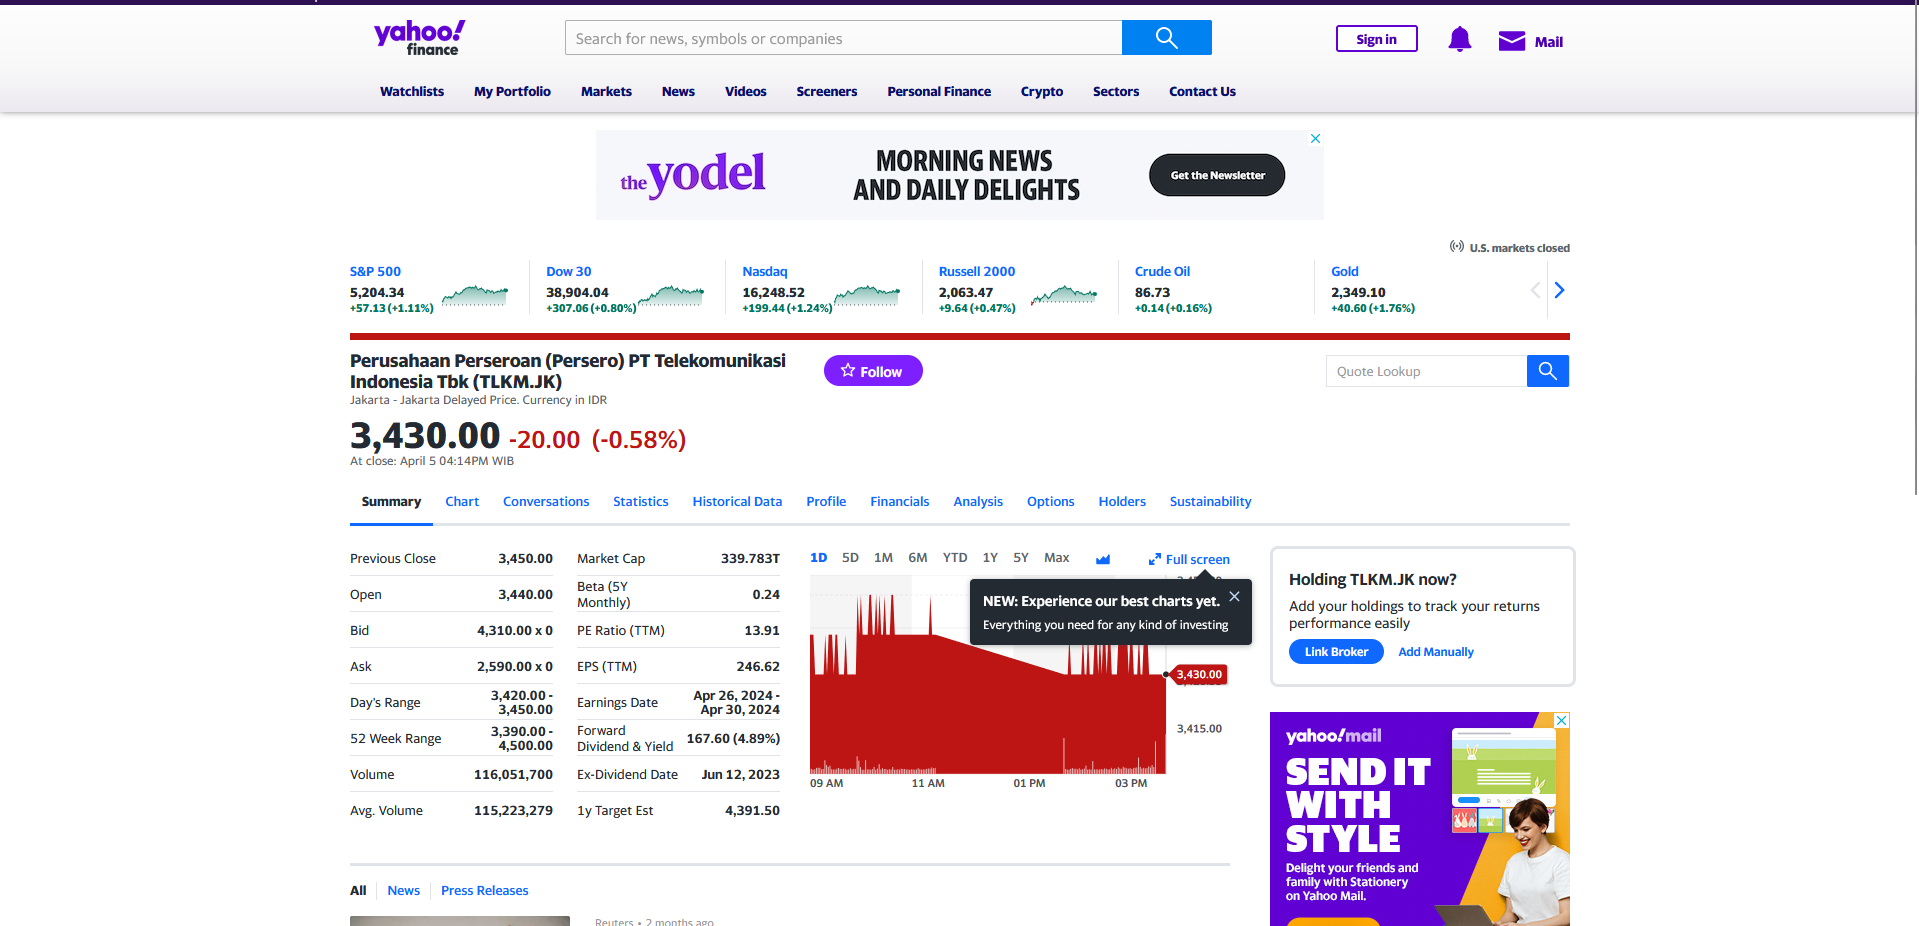 yahoo!
finance
Search for news, symbols or companies
Sign in
Mail
Watchlists
My Portfolio
Markets
News
Videos
Screeners
Personal Finance
Crypto
Sectors
Contact Us
the yodel
MORNING NEWS
AND DAILY DELIGHTS
Get the Newsletter
U.S. markets closed
S&P 500
5,204.34
+57.13 (+1.11%)
Dow 30
38,904.04
+307.06 (+0.80%)
Nasdaq
16,248.52
+199.44 (+1.24%)
Russell 2000
2,063.47
+9.64 (+0.47%)
Crude Oil
86.73
+0.14 (+0.16%)
Gold
2,349.10
+40.60 (+1.76%)
Perusahaan Perseroan (Persero) PT Telekomunikasi
Indonesia Tbk (TLKM.JK)
Jakarta - Jakarta Delayed Price. Currency in IDR
Follow
Quote Lookup
3,430.00 -20.00 (-0.58%)
At close: April 5 04:14PM WIB
Summary
Chart
Conversations
Statistics
Historical Data
Profile
Financials
Analysis
Options
Holders
Sustainability
Previous Close 3,450.00
Open 3,440.00
Bid 4,310.00 x 0
Ask 2,590.00 x 0
Day's Range 3,420.00 -
3,450.00
52 Week Range 3,390.00 -
4,500.00
Volume 116,051,700
Avg. Volume 115,223,279
Market Cap 339.783T
Beta (5Y
Monthly) 0.24
PE Ratio (TTM) 13.91
EPS (TTM) 246.62
Earnings Date Apr 26, 2024 -
Apr 30, 2024
Forward
Dividend & Yield 167.60 (4.89%)
Ex-Dividend Date Jun 12, 2023
1y Target Est 4,391.50
1D 5D 1M 6M YTD 1Y 5Y Max
Full screen
NEW: Experience our best charts yet.
Everything you need for any kind of investing
3,430.00
3,415.00
09 AM 11 AM 01 PM 03 PM
Holding TLKM.JK now?
Add your holdings to track your returns
performance easily
Link Broker
Add Manually
yahoo!mail
SEND IT
WITH
STYLE
Delight your friends and
family with Stationery
on Yahoo Mail.
All
News
Press Releases
Reuters • 2 months ago